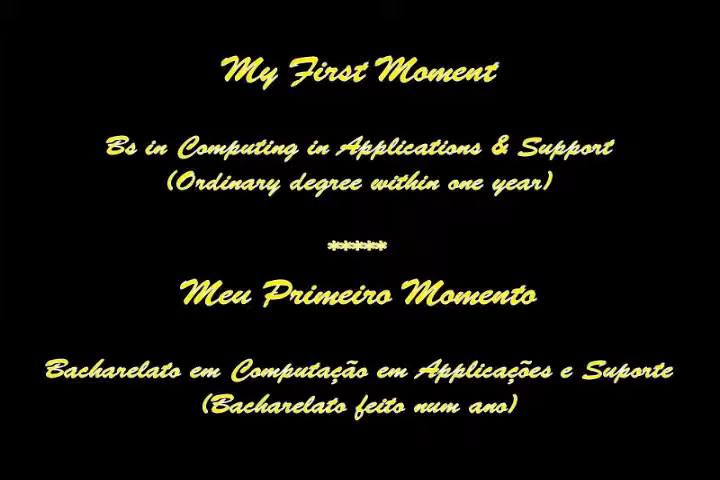 My First Moment
Bs in Computing in Applications & Support
(Ordinary degree within one year)
*****
Meu Primeiro Momento
Bacharelato em Computação em Applicações e Suporte
(Bacharelato feito num ano)